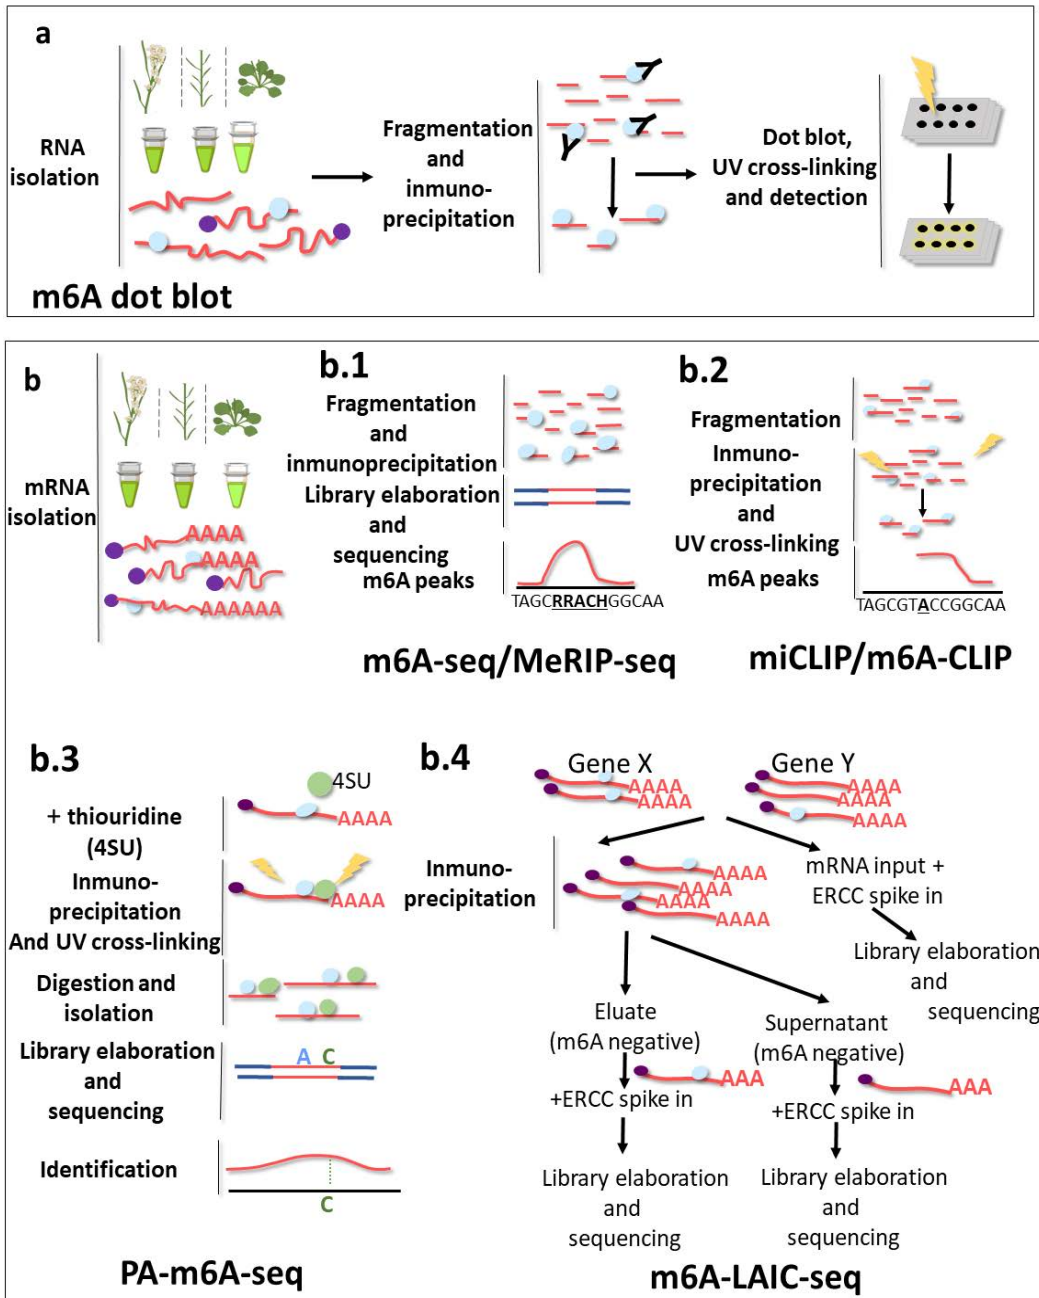 a
RNA
isolation
Fragmentation
and
inmuno-
precipitation
Dot blot,
UV cross-linking
and detection
m6A dot blot
b
mRNA
isolation
AAAA
AAAA
AAAAAA
b.1
Fragmentation
and
inmunoprecipitation
Library elaboration
and
sequencing
m6A peaks
TAGCRRACHGGCAA
m6A-seq/MeRIP-seq
b.2
Fragmentation
Inmuno-
precipitation
and
UV cross-linking
m6A peaks
TAGCGTACCGGCAA
miCLIP/m6A-CLIP
b.3
4SU
+ thiouridine
(4SU)
AAAA
Inmuno-
precipitation
And UV cross-linking
AAAA
Digestion and
isolation
Library elaboration
and
sequencing
A C
Identification
C
PA-m6A-seq
b.4
Gene X
AAAA
AAAA
Gene Y
AAAA
AAAA
AAAA
Inmuno-
precipitation
AAAA
AAAA
AAAA
AAAA
mRNA input +
ERCC spike in
Library elaboration
and
sequencing
Eluate
(m6A negative)
AAA
+ERCC spike in
Library elaboration
and
sequencing
Supernatant
(m6A negative)
AAA
+ERCC spike in
Library elaboration
and
sequencing
m6A-LAIC-seq